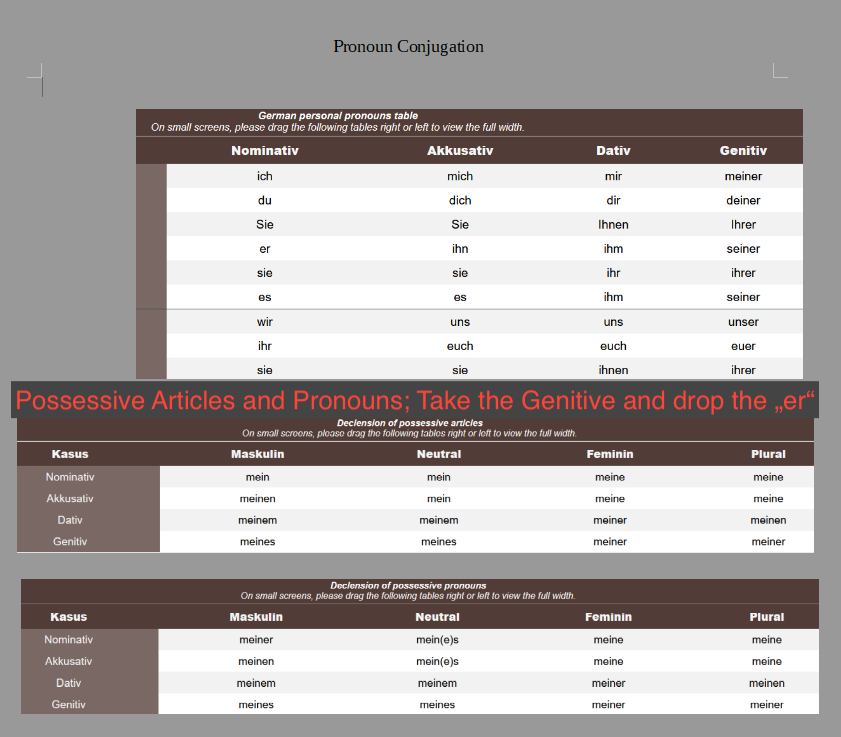 Pronoun Conjugation
German personal pronouns table
On small screens, please drag the following tables right or left to view the full width.
Nominativ Akkusativ Dativ Genitiv
ich mich mir meiner
du dich dir deiner
Sie Sie Ihnen Ihrer
er ihn ihm seiner
sie sie ihr ihrer
es es ihm seiner
wir uns uns unser
ihr euch euch euer
sie sie ihnen ihrer
Possessive Articles and Pronouns; Take the Genitive and drop the „er“
Declension of possessive articles
On small screens, please drag the following tables right or left to view the full width.
Kasus Maskulin Neutral Feminin Plural
Nominativ mein mein meine meine
Akkusativ meinen mein meine meine
Dativ meinem meinem meiner meinen
Genitiv meines meines meiner meiner
Declension of possessive pronouns
On small screens, please drag the following tables right or left to view the full width.
Kasus Maskulin Neutral Feminin Plural
Nominativ meiner mein(e)s meine meine
Akkusativ meinen mein(e)s meine meine
Dativ meinem meinem meiner meinen
Genitiv meines meines meiner meiner